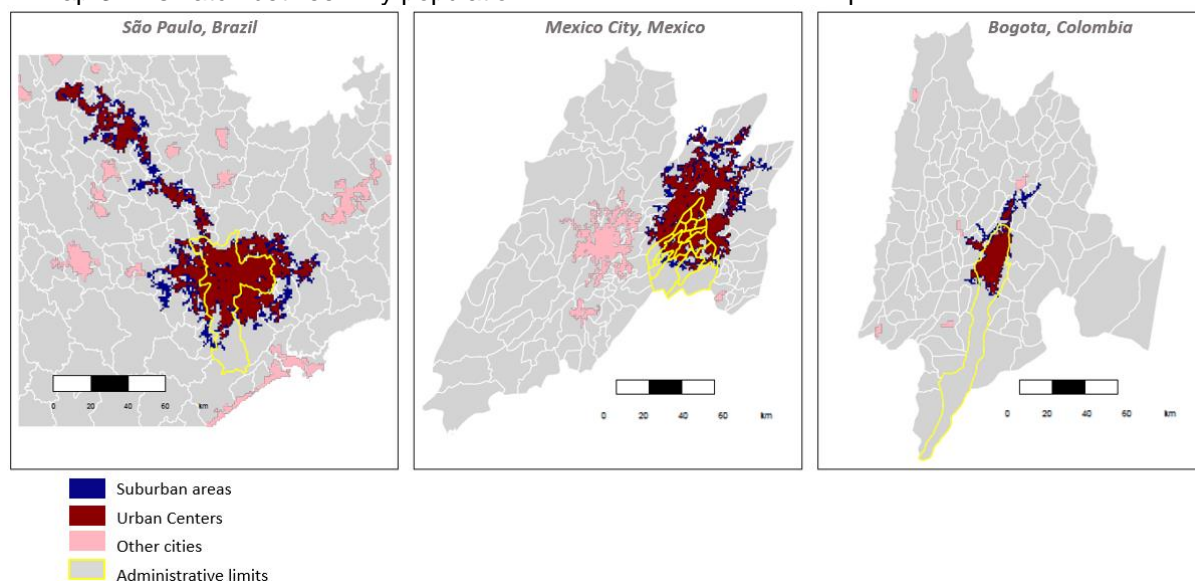 São Paulo, Brazil
Mexico City, Mexico
Bogota, Colombia
0 20 40 60 km
0 20 40 60 km
0 20 40 60 km
Suburban areas
Urban Centers
Other cities
Administrative limits